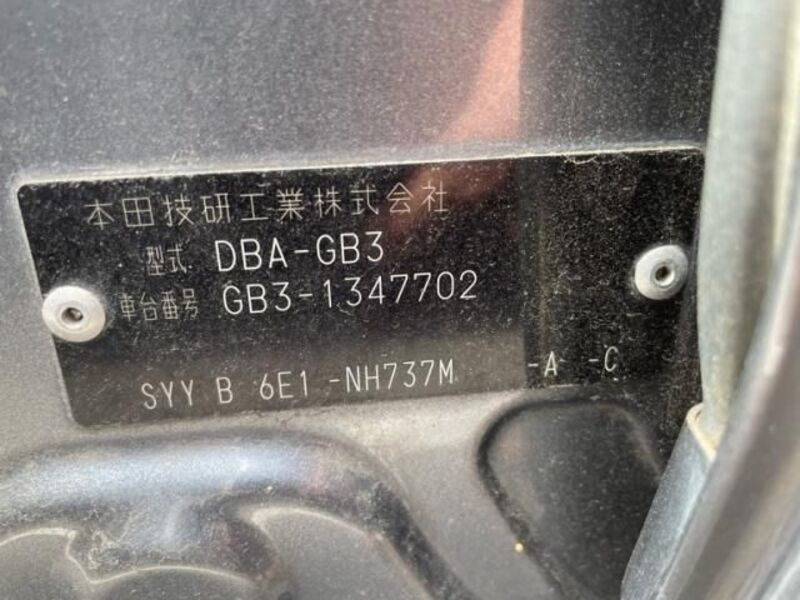 本田技研工業株式会社
型式 DBA-GB3
車台番号 GB3-1347702
SYY B 6E1 -NH737M -A -C